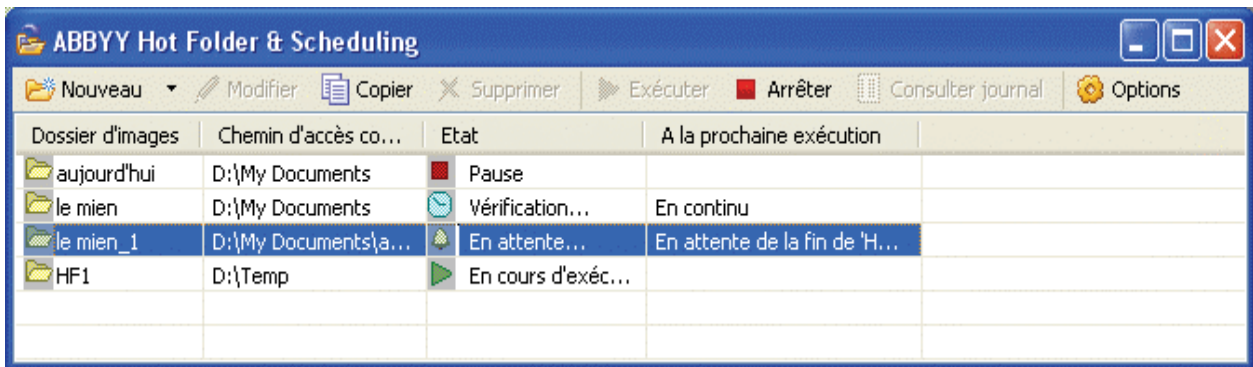 ABBYY Hot Folder & Scheduling
Nouveau Modifier Copier Supprimer Exécuter Arrêter Consulter journal Options
Dossier d'images Chemin d'accès co... Etat A la prochaine exécution
aujourd'hui D:\My Documents Pause
le mien D:\My Documents Vérification... En continu
le mien_1 D:\My Documents\a... En attente... En attente de la fin de 'H...
HF1 D:\Temp En cours d'exéc...